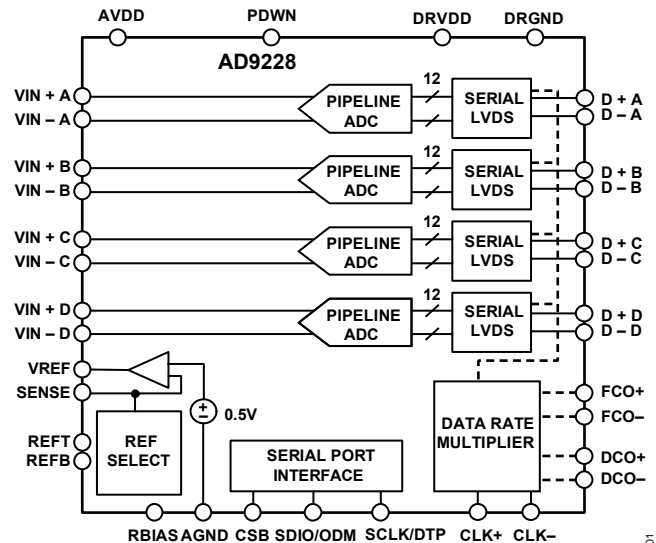 AVDD PDWN DRVDD DRGND
AD9228
VIN + A
VIN – A
PIPELINE
ADC
12
SERIAL
LVDS
D + A
D – A
VIN + B
VIN – B
PIPELINE
ADC
12
SERIAL
LVDS
D + B
D – B
VIN + C
VIN – C
PIPELINE
ADC
12
SERIAL
LVDS
D + C
D – C
VIN + D
VIN – D
PIPELINE
ADC
12
SERIAL
LVDS
D + D
D – D
VREF
SENSE
+
–
0.5V
REFT
REFB
REF
SELECT
SERIAL PORT
INTERFACE
DATA RATE
MULTIPLIER
FCO+
FCO–
DCO+
DCO–
RBIAS AGND CSB SDIO/ODM SCLK/DTP CLK+ CLK–
01